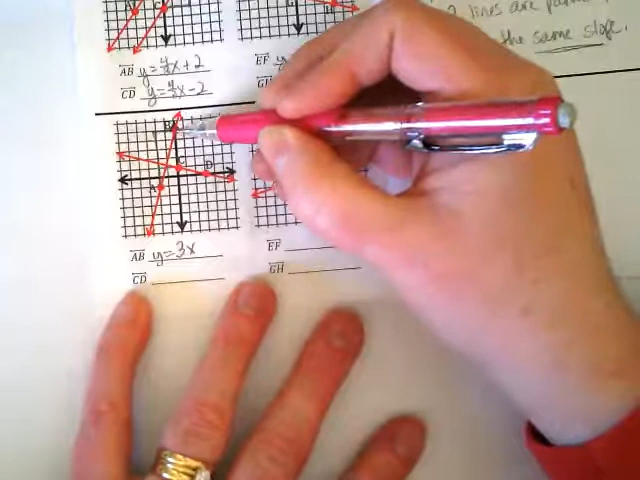 2 lines are
the same slope.
AB y=4/3x+2
EF y
CD y=4/3x-2
GH
B
C
D
A
AB y=3x
EF
CD
GH